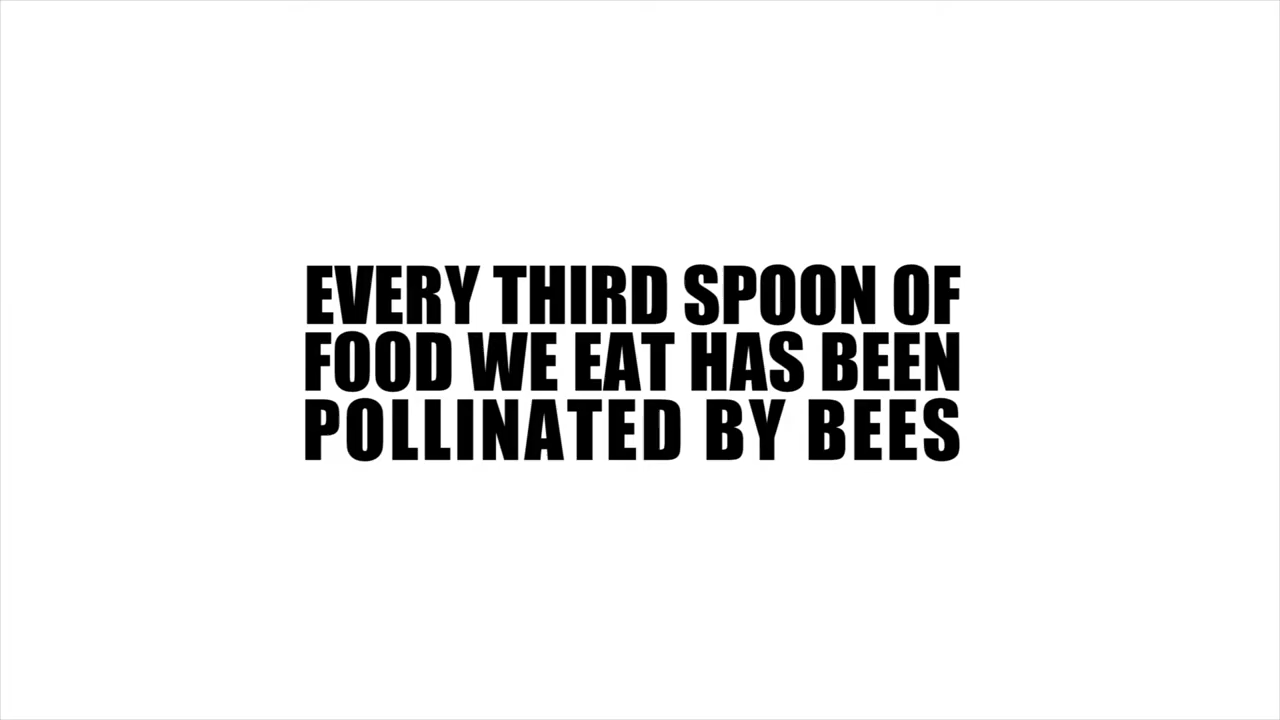 EVERY THIRD SPOON OF
FOOD WE EAT HAS BEEN
POLLINATED BY BEES